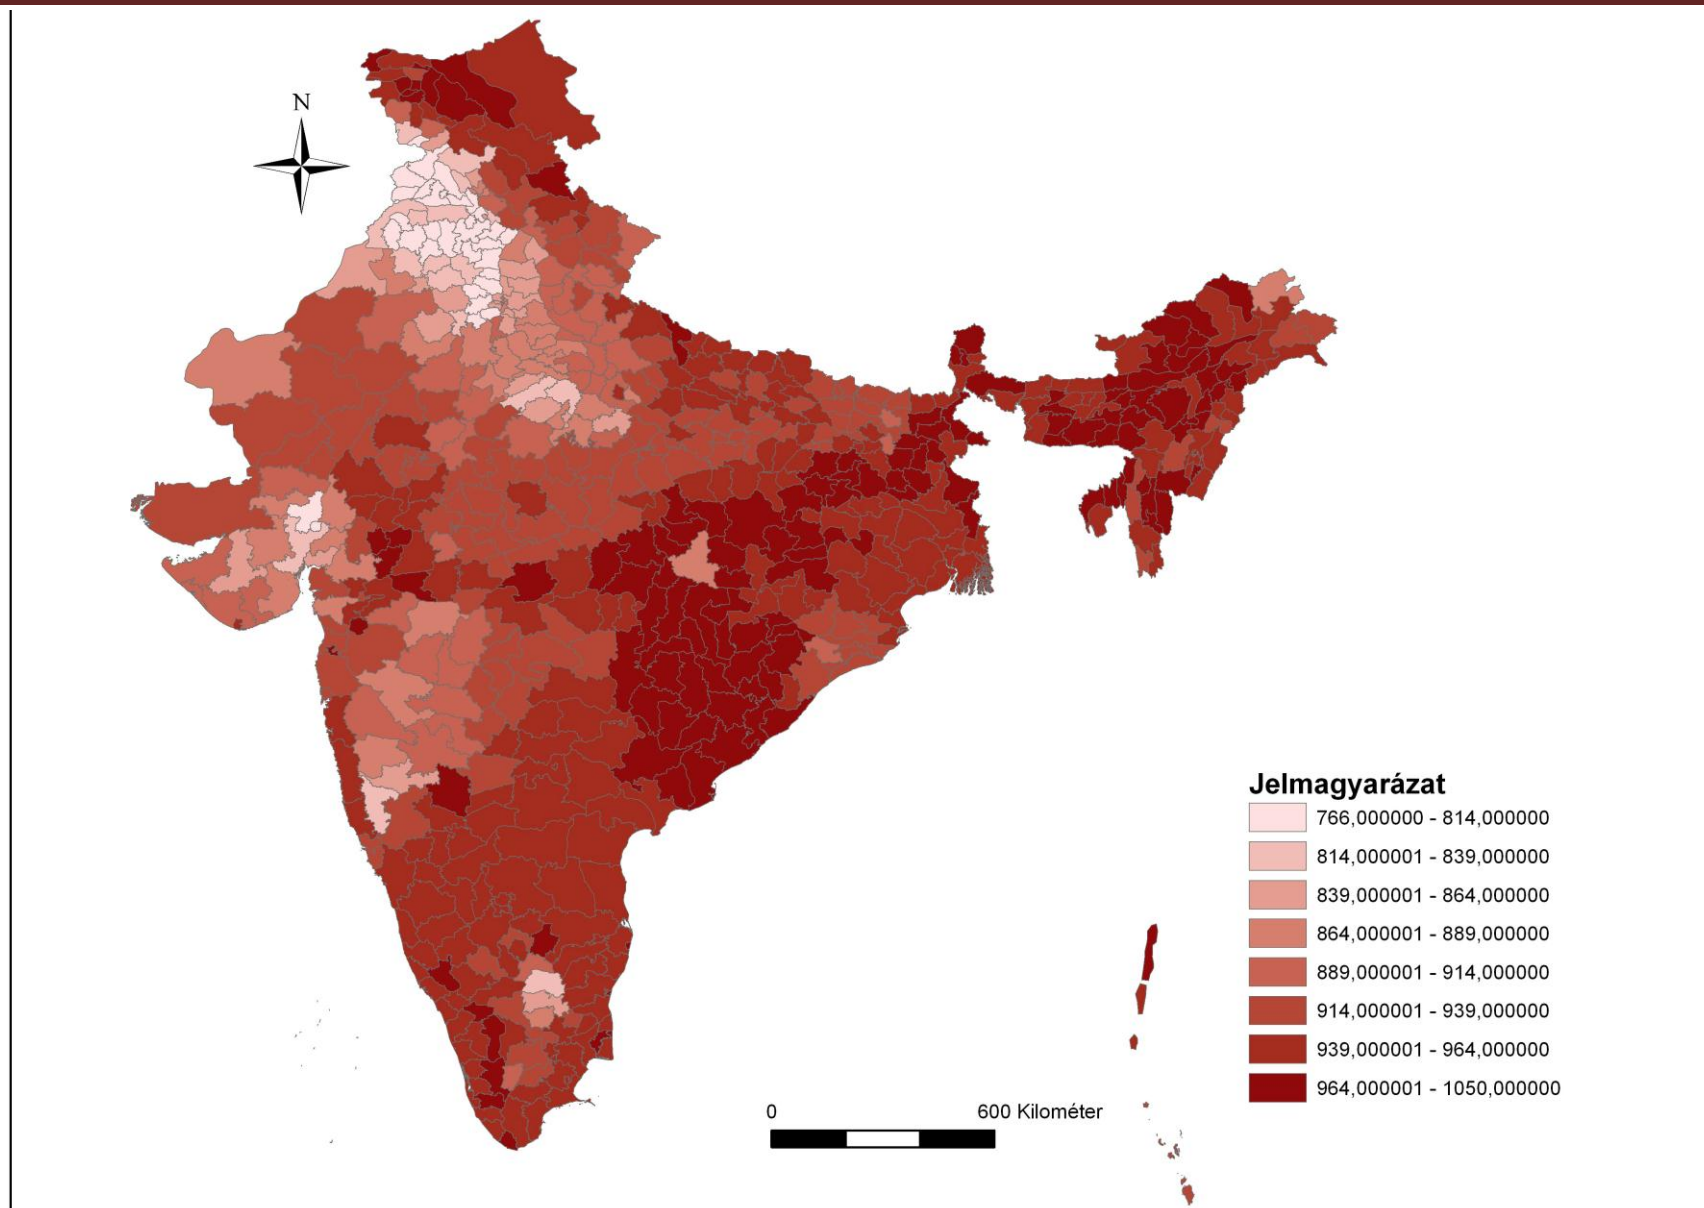 N
Jelmagyarázat
766,000000 - 814,000000
814,000001 - 839,000000
839,000001 - 864,000000
864,000001 - 889,000000
889,000001 - 914,000000
914,000001 - 939,000000
939,000001 - 964,000000
964,000001 - 1050,000000
0 600 Kilométer